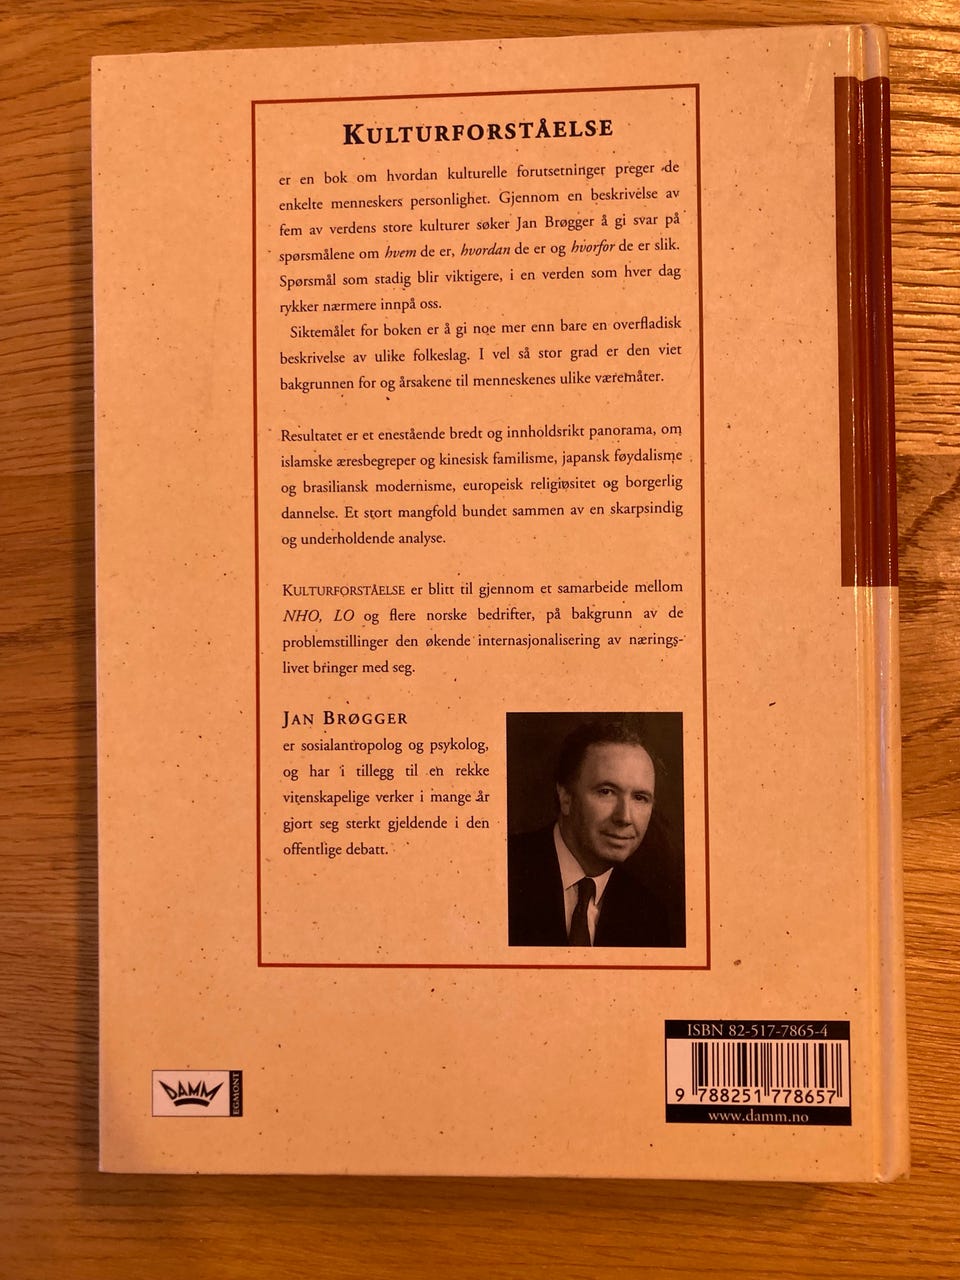 KULTURFORSTÅELSE
er en bok om hvordan kulturelle forutsetninger preger de
enkelte menneskers personlighet. Gjennom en beskrivelse av
fem av verdens store kulturer søker Jan Brøgger å gi svar på
spørsmålene om hvem de er, hvordan de er og hvorfor de er slik.
Spørsmål som stadig blir viktigere, i en verden som hver dag
rykker nærmere innpå oss.
Siktemålet for boken er å gi noe mer enn bare en overfladisk
beskrivelse av ulike folkeslag. I vel så stor grad er den viet
bakgrunnen for og årsakene til menneskenes ulike væremåter.
Resultatet er et enestående bredt og innholdsrikt panorama, om
islamske æresbegreper og kinesisk familisme, japansk føydalisme
og brasiliansk modernisme, europeisk religiøsitet og borgerlig
dannelse. Et stort mangfold bundet sammen av en skarpsindig
og underholdende analyse.
KULTURFORSTÅELSE er blitt til gjennom et samarbeide mellom
NHO, LO og flere norske bedrifter, på bakgrunn av de
problemstillinger den økende internasjonalisering av nærings-
livet bringer med seg.
JAN BRØGGER
er sosialantropolog og psykolog,
og har i tillegg til en rekke
vitenskapelige verker i mange år
gjort seg sterkt gjeldende i den
offentlige debatt.
ISBN 82-517-7865-4
9 788251 778657
www.damm.no
DAMM
EGMONT